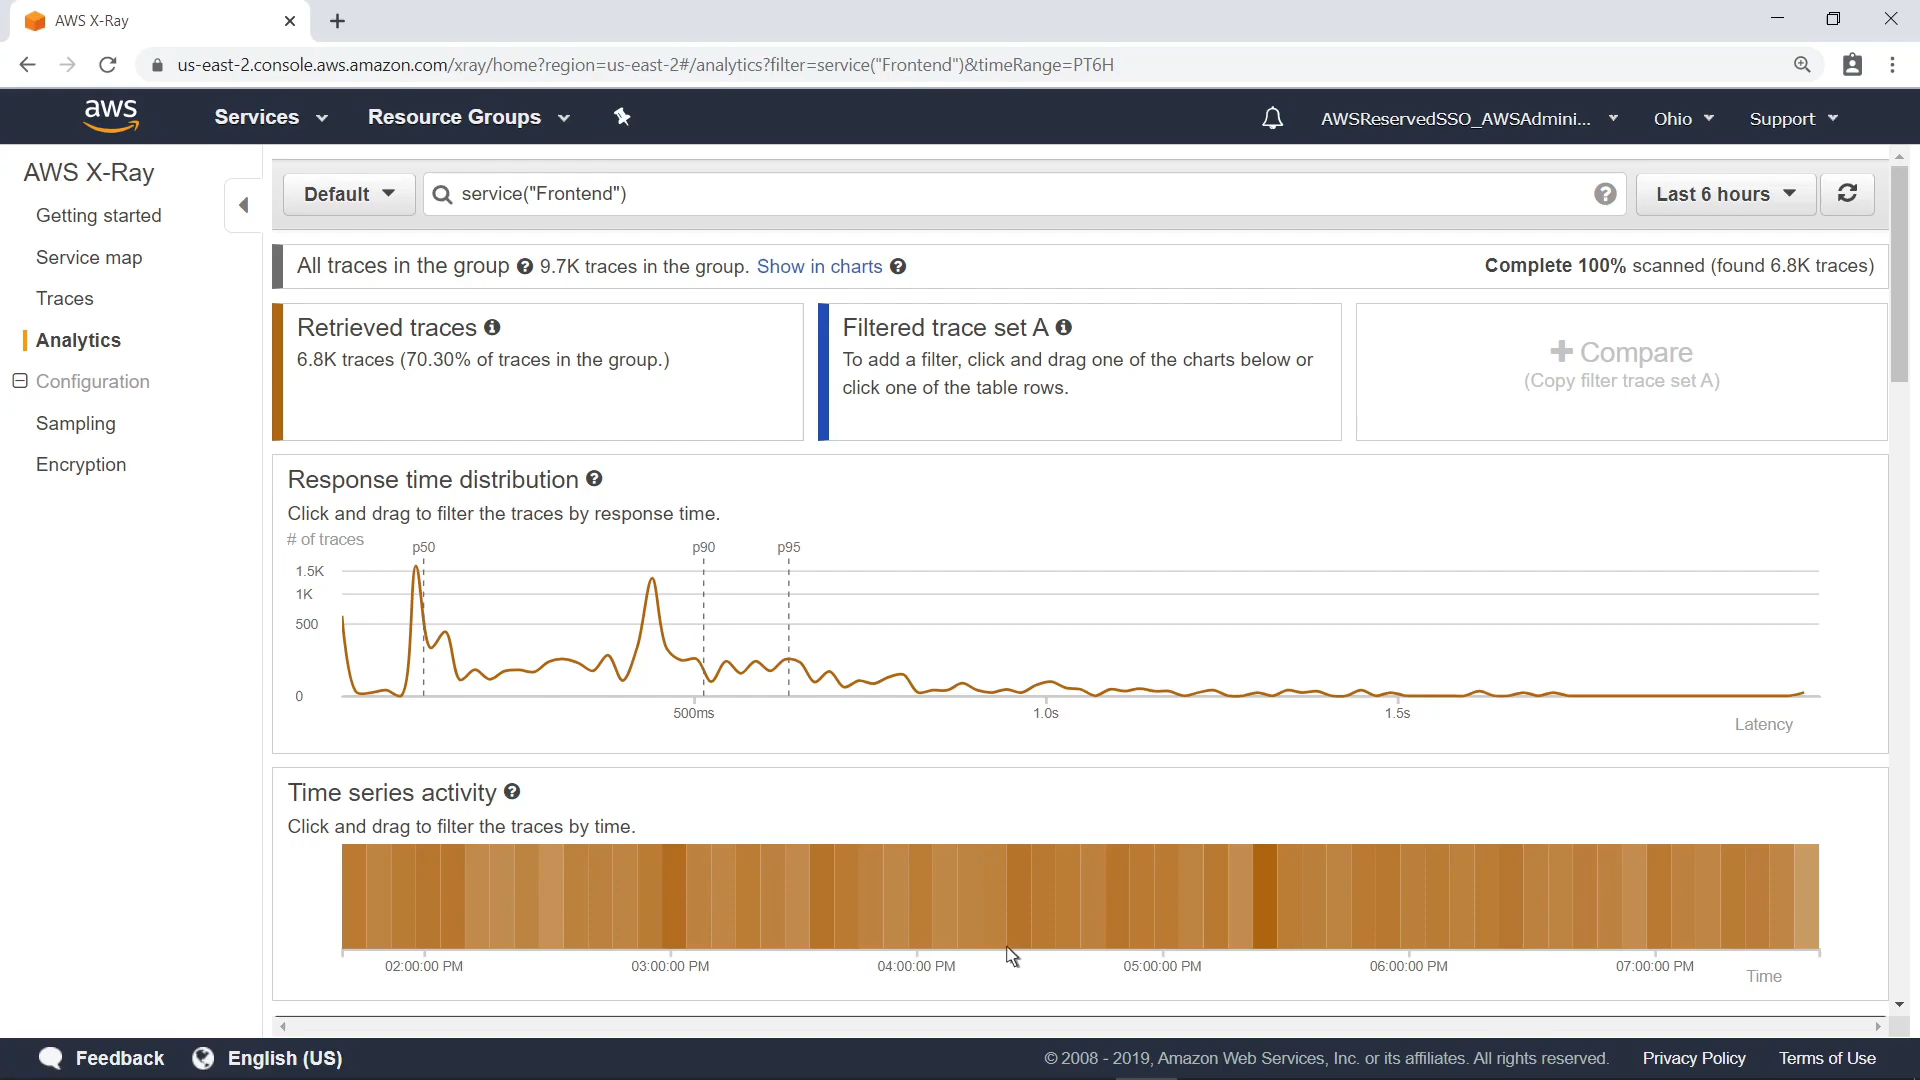 AWS X-Ray
us-east-2.console.aws.amazon.com/xray/home?region=us-east-2#/analytics?filter=service("Frontend")&timeRange=PT6H
aws Services Resource Groups AWSReservedSSO_AWSAdmini... Ohio Support
AWS X-Ray
Getting started
Service map
Traces
Analytics
Configuration
Sampling
Encryption
Default service("Frontend") Last 6 hours
All traces in the group 9.7K traces in the group. Show in charts Complete 100% scanned (found 6.8K traces)
Retrieved traces
6.8K traces (70.30% of traces in the group.)
Filtered trace set A
To add a filter, click and drag one of the charts below or
click one of the table rows.
Compare
(Copy filter trace set A)
Response time distribution
Click and drag to filter the traces by response time.
# of traces
p50 p90 p95
1.5K
1K
500
0
500ms 1.0s 1.5s
Latency
Time series activity
Click and drag to filter the traces by time.
02:00:00 PM 03:00:00 PM 04:00:00 PM 05:00:00 PM 06:00:00 PM 07:00:00 PM
Time
Feedback English (US) © 2008 - 2019, Amazon Web Services, Inc. or its affiliates. All rights reserved. Privacy Policy Terms of Use